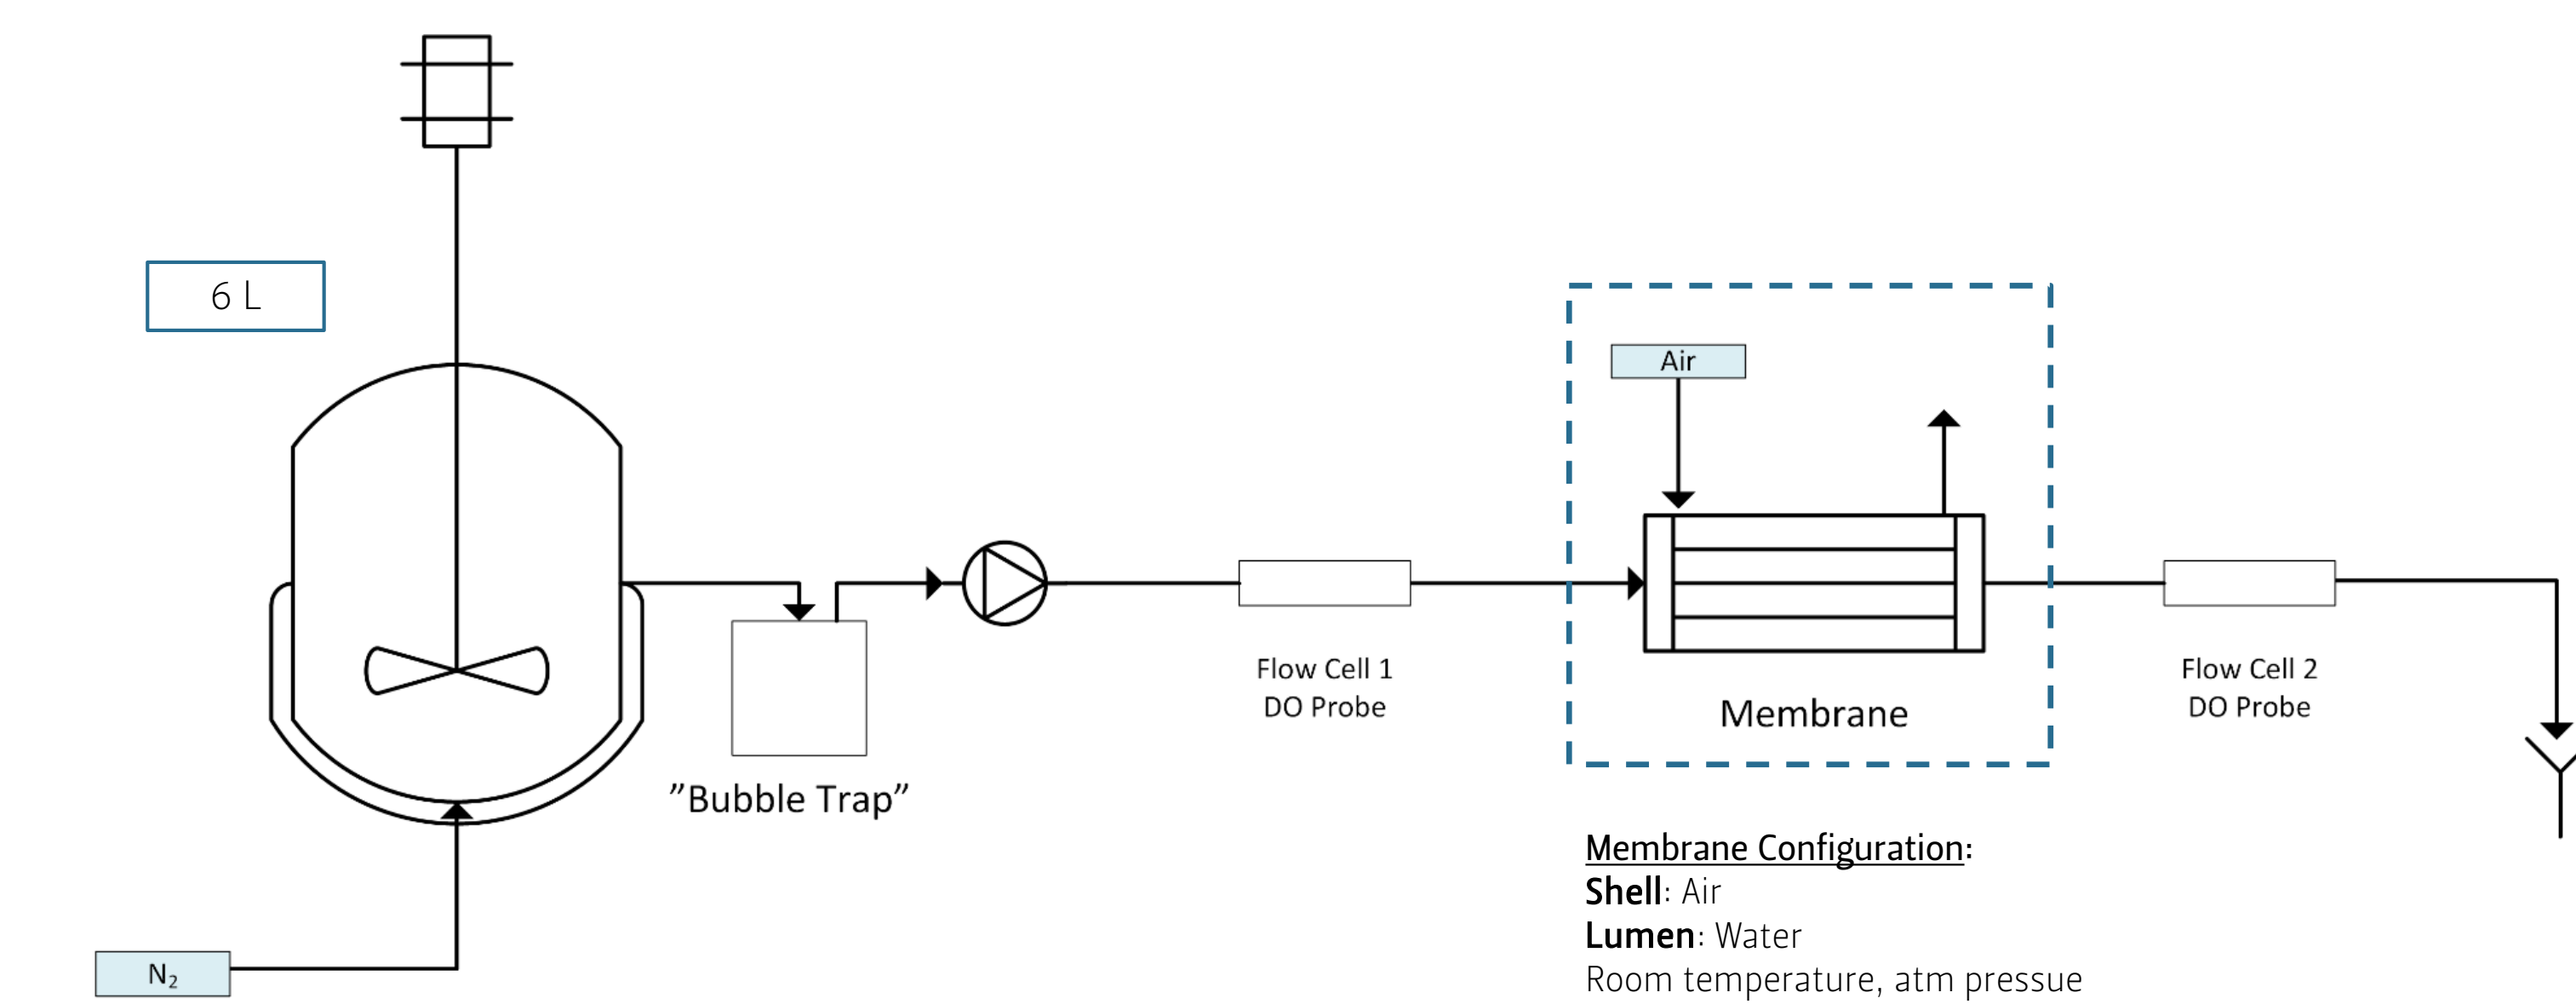 6 L
Air
Flow Cell 1
DO Probe
Membrane
Flow Cell 2
DO Probe
”Bubble Trap”
Membrane Configuration:
Shell: Air
Lumen: Water
Room temperature, atm pressue
N₂